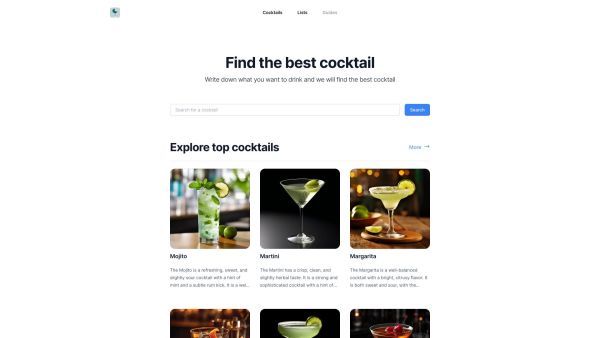 Cocktails Lists Guides
Find the best cocktail
Write down what you want to drink and we will find the best cocktail
Search for a cocktail Search
Explore top cocktails More →
Mojito Martini Margarita
The Mojito is a refreshing, sweet, and
slightly sour cocktail with a hint of
mint and a subtle rum kick. It is a wel...
The Martini has a crisp, clean, and
slightly herbal taste. It is a strong and
sophisticated cocktail with a hint of...
The Margarita is a well-balanced
cocktail with a bright, citrusy flavor. It
is both sweet and sour, with the...